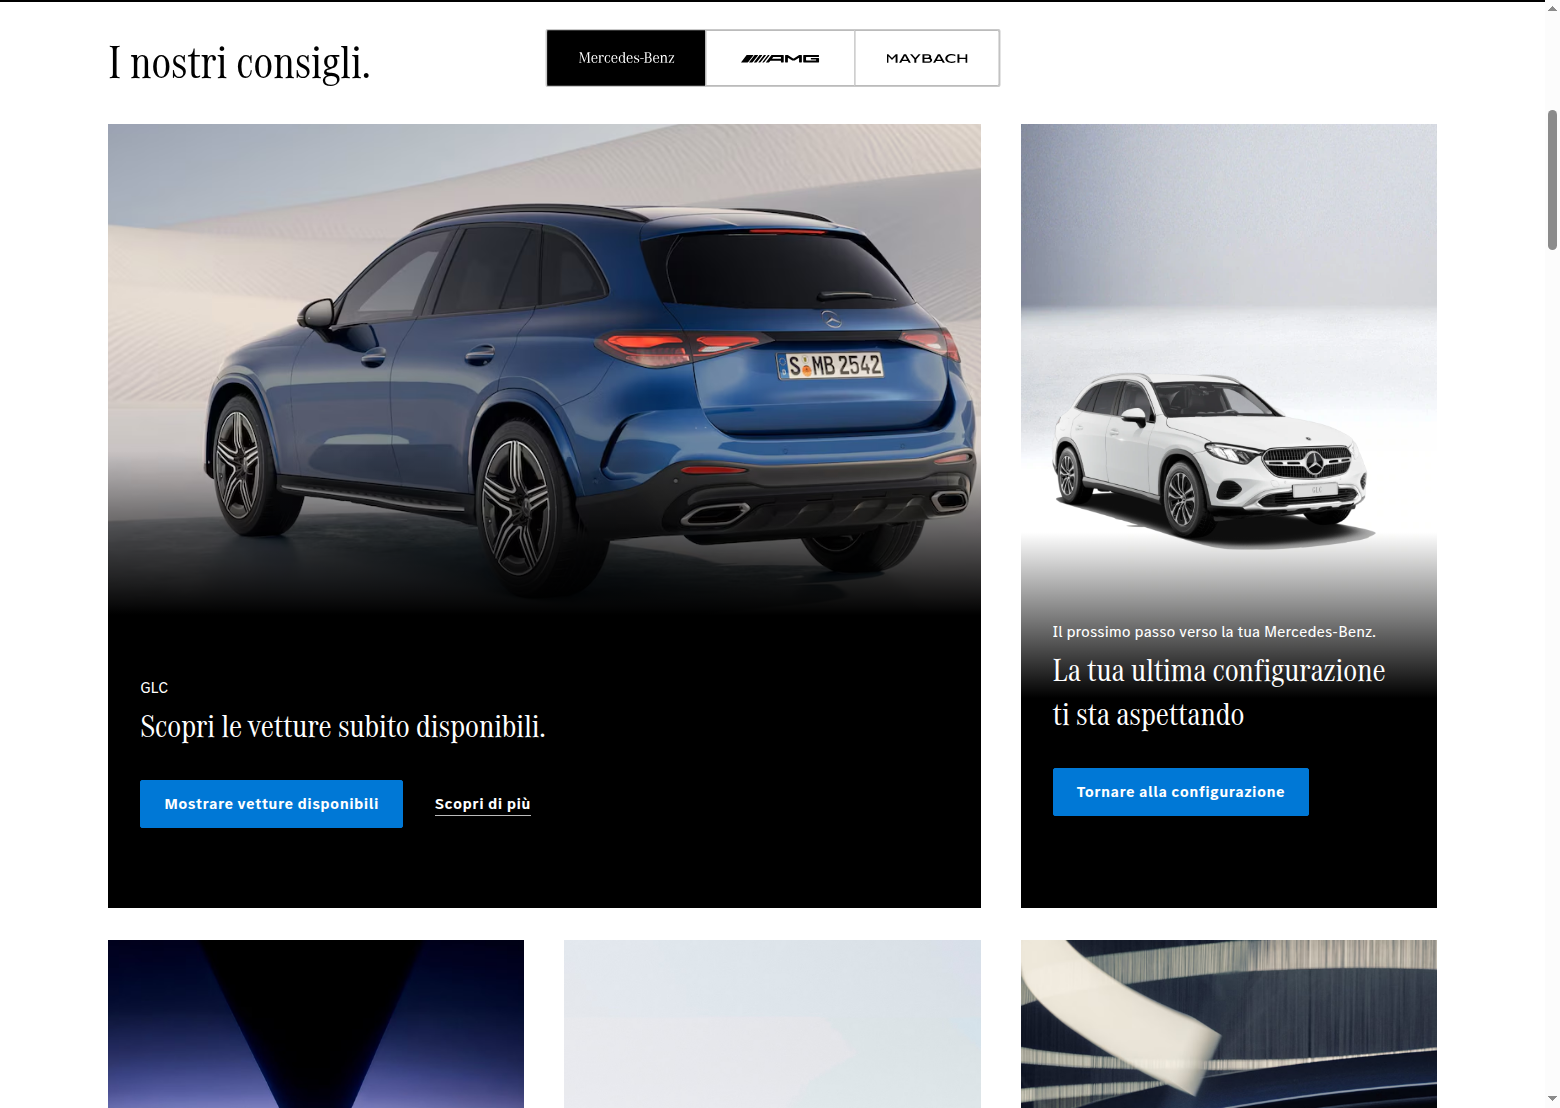 I nostri consigli.
Mercedes-Benz
AMG
MAYBACH
S MB 2542
GLC
Scopri le vetture subito disponibili.
Mostrare vetture disponibili
Scopri di più
GLC
Il prossimo passo verso la tua Mercedes-Benz.
La tua ultima configurazione
ti sta aspettando
Tornare alla configurazione